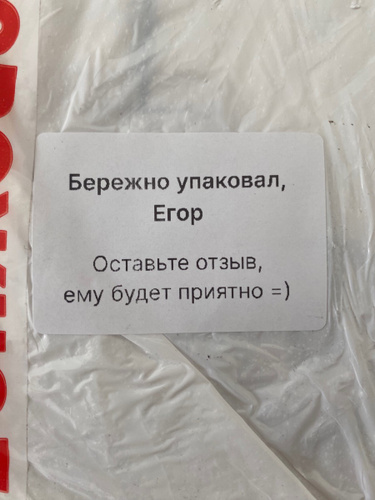 Бережно упаковал,
Егор
Оставьте отзыв,
ему будет приятно =)